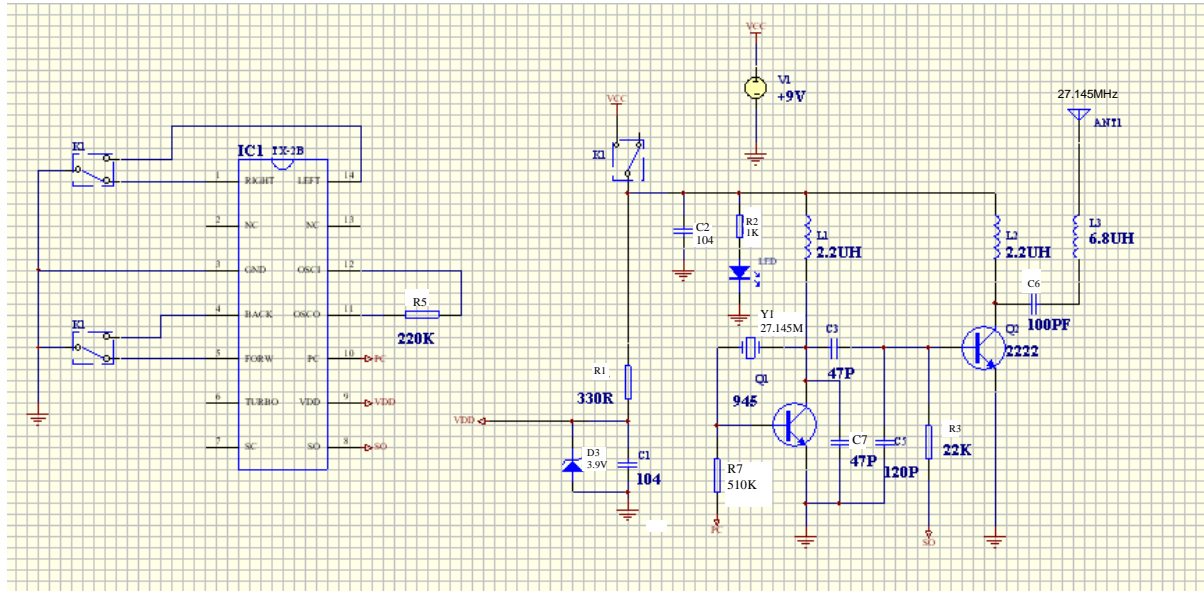 VCC
V1
+9V
27.145MHz
ANT1
VCC
K1
K1
IC1 TX-2B
1 RIGHT LEFT 14
2 NC NC 13
3 GND OSCI 12
4 BACK OSCO 11
5 FORW PC 10 PC
6 TURBO VDD 9 VDD
7 SC SO 8 SO
K1
R5
220K
C2
104
R2
1K
LED
L1
2.2UH
L2
2.2UH
L3
6.8UH
C6
100PF
Y1
27.145M
C3
47P
Q2
2222
R1
330R
Q1
945
VDD
D3
3.9V
C1
104
R7
510K
C7
47P
C5
120P
R3
22K
PC
SO